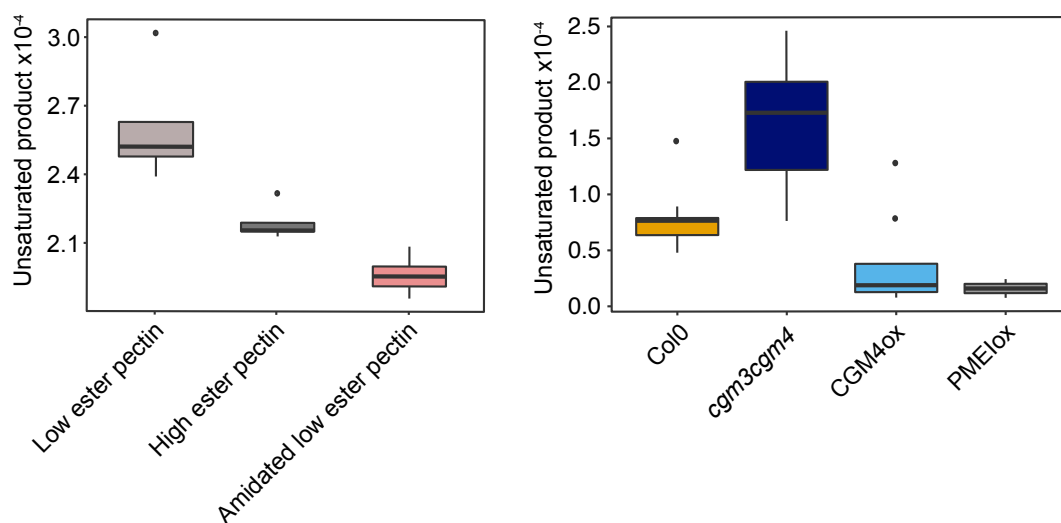 Unsaturated product x10⁻⁴
3.0
2.7
2.4
2.1
Low ester pectin
High ester pectin
Amidated low ester pectin
Unsaturated product x10⁻⁴
2.5
2.0
1.5
1.0
0.5
0.0
Col0
cgm3cgm4
CGM4ox
PMEIox